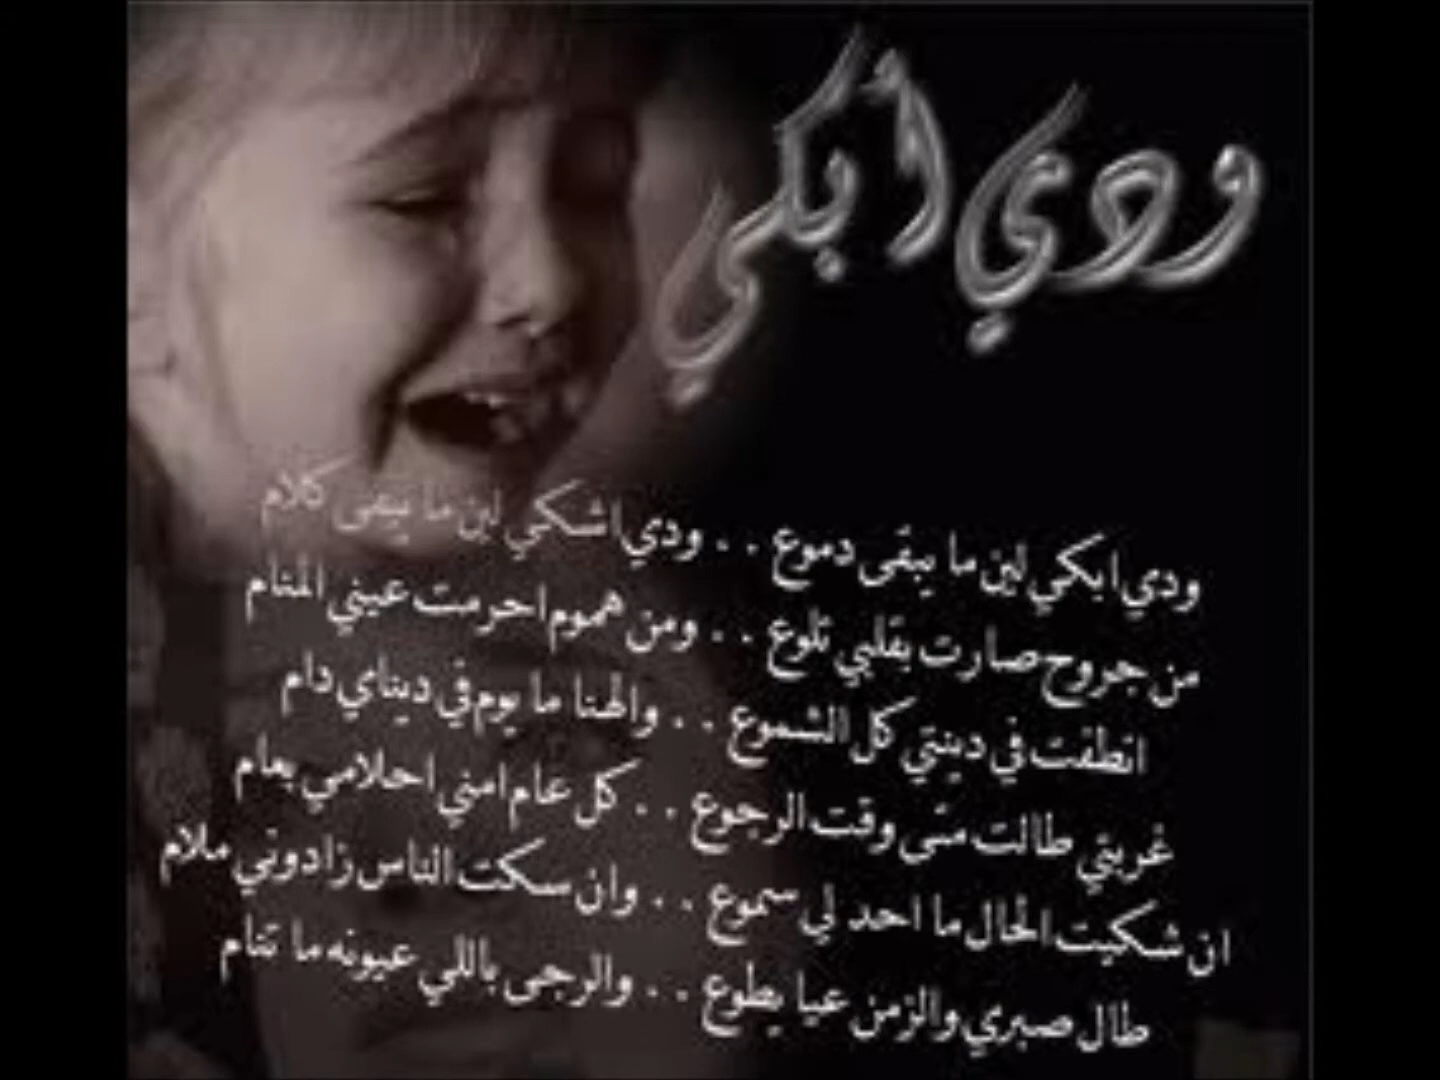 ودي أبكي
ودي ابكي لين ما يبقى دموع . . ودي اشكي لين ما يبقى كلام
من جروح صارت بقلبي تلوع . . ومن هموم احرمت عيني المنام
انطفت في دينتي كل الشموع . . والهنا ما يوم في ديناي دام
غربتي طالت متى وقت الرجوع . . كل عام امني احلامي بعام
ان شكيت الحال ما احد لي سموع . . وان سكت الناس زادوني ملام
طال صبري والزمن عيا يطوع . . والرجى باللي عيونه ما تنام